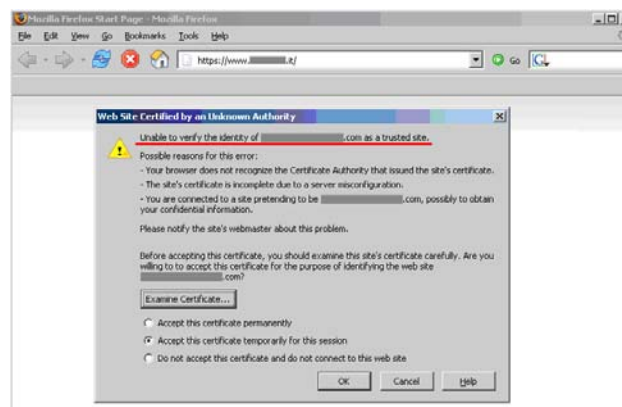 Mozilla Firefox Start Page - Mozilla Firefox
File Edit View Go Bookmarks Tools Help
https://www. .it/ Go G
Web Site Certified by an Unknown Authority
Unable to verify the identity of .com as a trusted site.
Possible reasons for this error:
- Your browser does not recognize the Certificate Authority that issued the site's certificate.
- The site's certificate is incomplete due to a server misconfiguration.
- You are connected to a site pretending to be .com, possibly to obtain
your confidential information.
Please notify the site's webmaster about this problem.
Before accepting this certificate, you should examine this site's certificate carefully. Are you
willing to to accept this certificate for the purpose of identifying the web site
.com?
Examine Certificate...
Accept this certificate permanently
Accept this certificate temporarily for this session
Do not accept this certificate and do not connect to this web site
OK Cancel Help